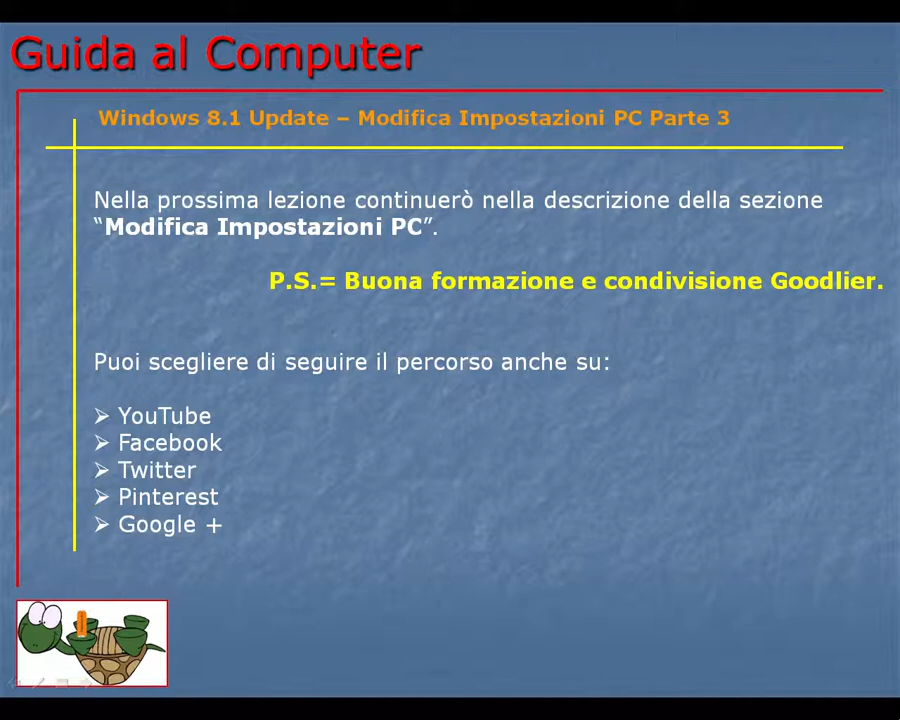 Guida al Computer
Windows 8.1 Update – Modifica Impostazioni PC Parte 3
Nella prossima lezione continuerò nella descrizione della sezione
“Modifica Impostazioni PC”.
P.S.= Buona formazione e condivisione Goodlier.
Puoi scegliere di seguire il percorso anche su:
➢ YouTube
➢ Facebook
➢ Twitter
➢ Pinterest
➢ Google +